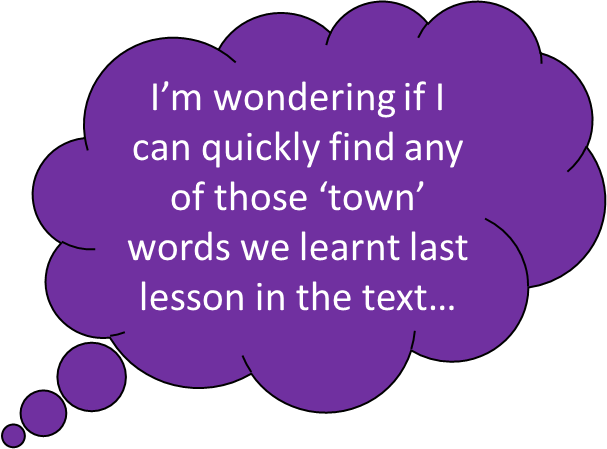 I’m wondering if I
can quickly find any
of those ‘town’
words we learnt last
lesson in the text…